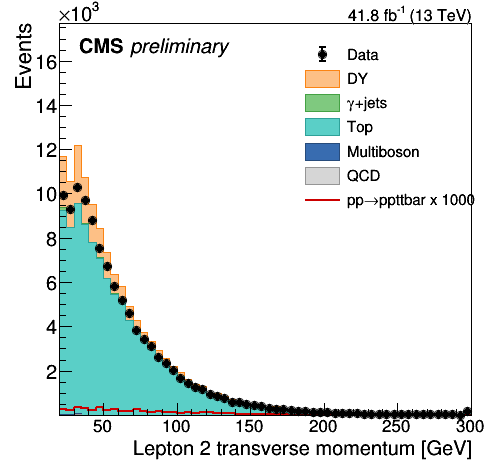 ×10³
41.8 fb⁻¹ (13 TeV)
CMS preliminary
Events
16
14
12
10
8
6
4
2
Data
DY
γ+jets
Top
Multiboson
QCD
pp→ppttbar x 1000
50 100 150 200 250 300
Lepton 2 transverse momentum [GeV]